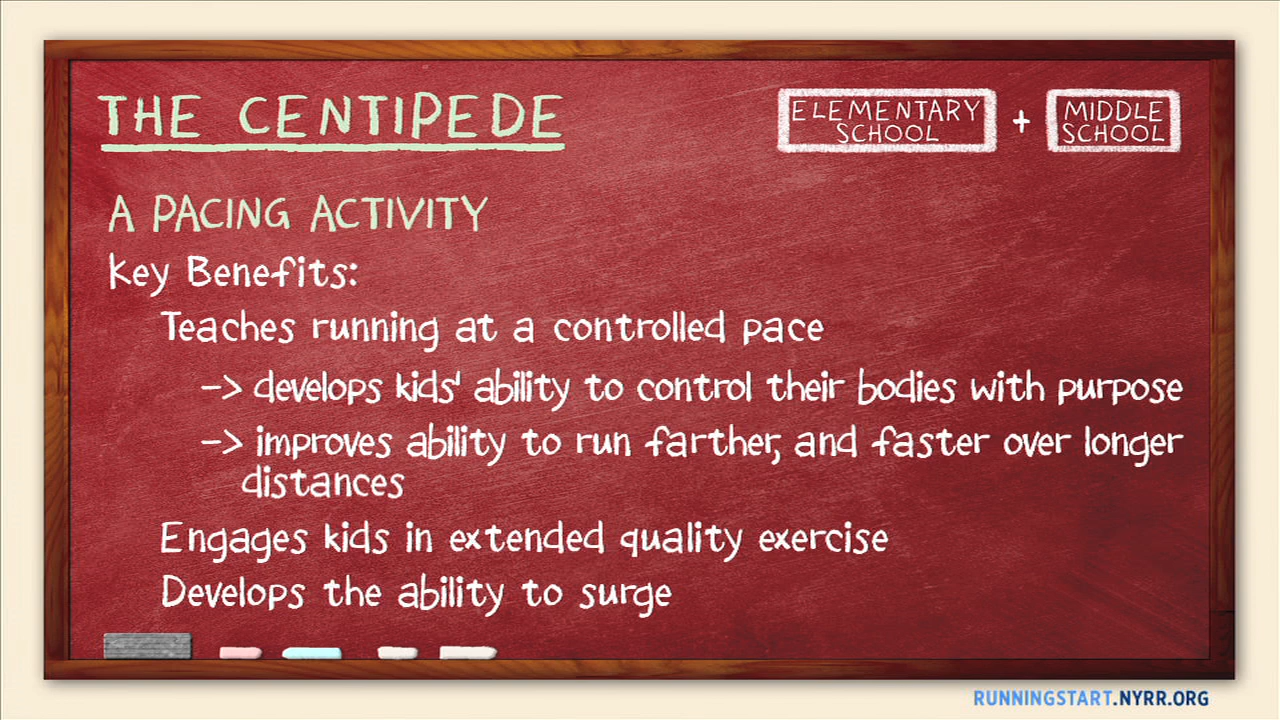 THE CENTIPEDE
ELEMENTARY
SCHOOL
+
MIDDLE
SCHOOL
A PACING ACTIVITY
Key Benefits:
Teaches running at a controlled pace
-> develops kids' ability to control their bodies with purpose
-> improves ability to run farther, and faster over longer
distances
Engages kids in extended quality exercise
Develops the ability to surge
RUNNINGSTART.NYRR.ORG